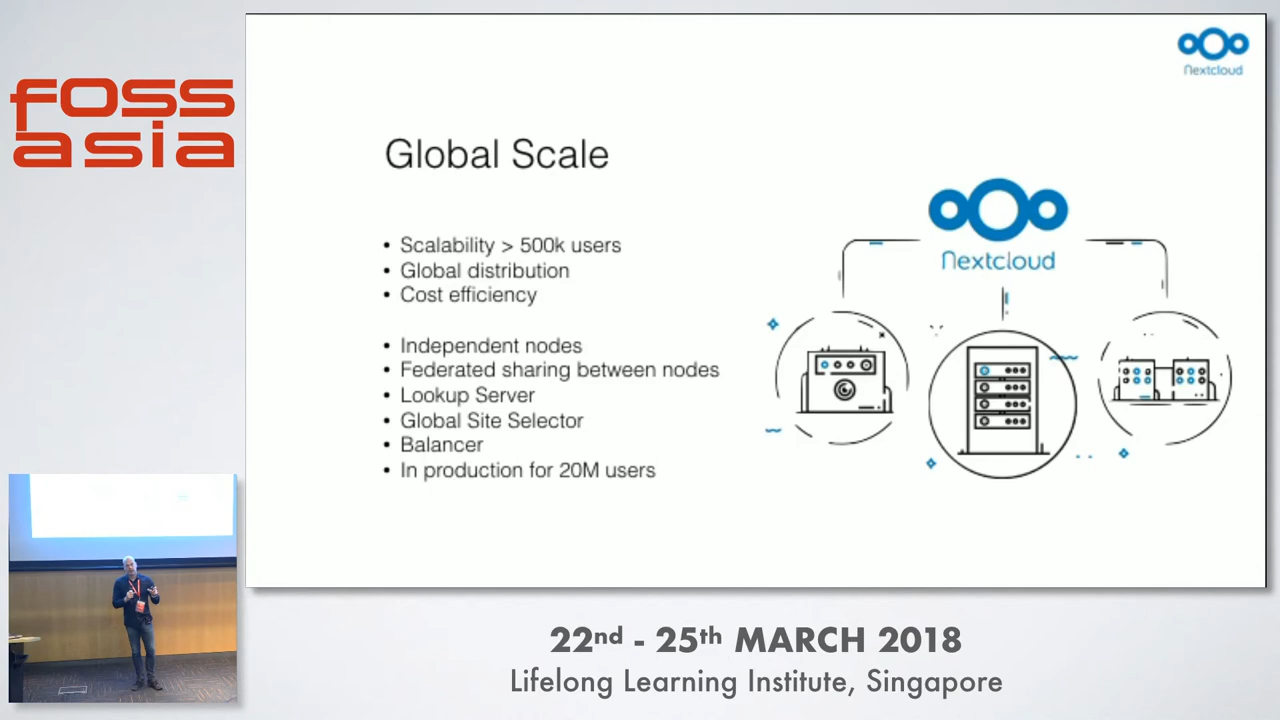 foss
asia
Nextcloud
Global Scale
• Scalability > 500k users
• Global distribution
• Cost efficiency
• Independent nodes
• Federated sharing between nodes
• Lookup Server
• Global Site Selector
• Balancer
• In production for 20M users
Nextcloud
22nd - 25th MARCH 2018
Lifelong Learning Institute, Singapore